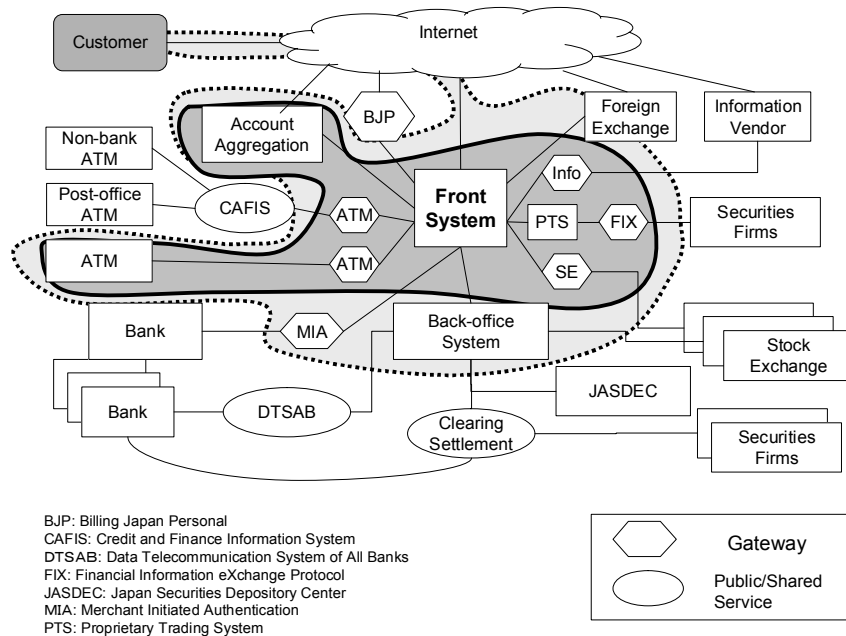 Customer
Internet
Account
Aggregation
BJP
Foreign
Exchange
Information
Vendor
Non-bank
ATM
Post-office
ATM
CAFIS
ATM
Front
System
Info
PTS
FIX
Securities
Firms
ATM
ATM
SE
Bank
MIA
Back-office
System
Stock
Exchange
Bank
DTSAB
JASDEC
Clearing
Settlement
Securities
Firms
BJP: Billing Japan Personal
CAFIS: Credit and Finance Information System
DTSAB: Data Telecommunication System of All Banks
FIX: Financial Information eXchange Protocol
JASDEC: Japan Securities Depository Center
MIA: Merchant Initiated Authentication
PTS: Proprietary Trading System
Gateway
Public/Shared
Service